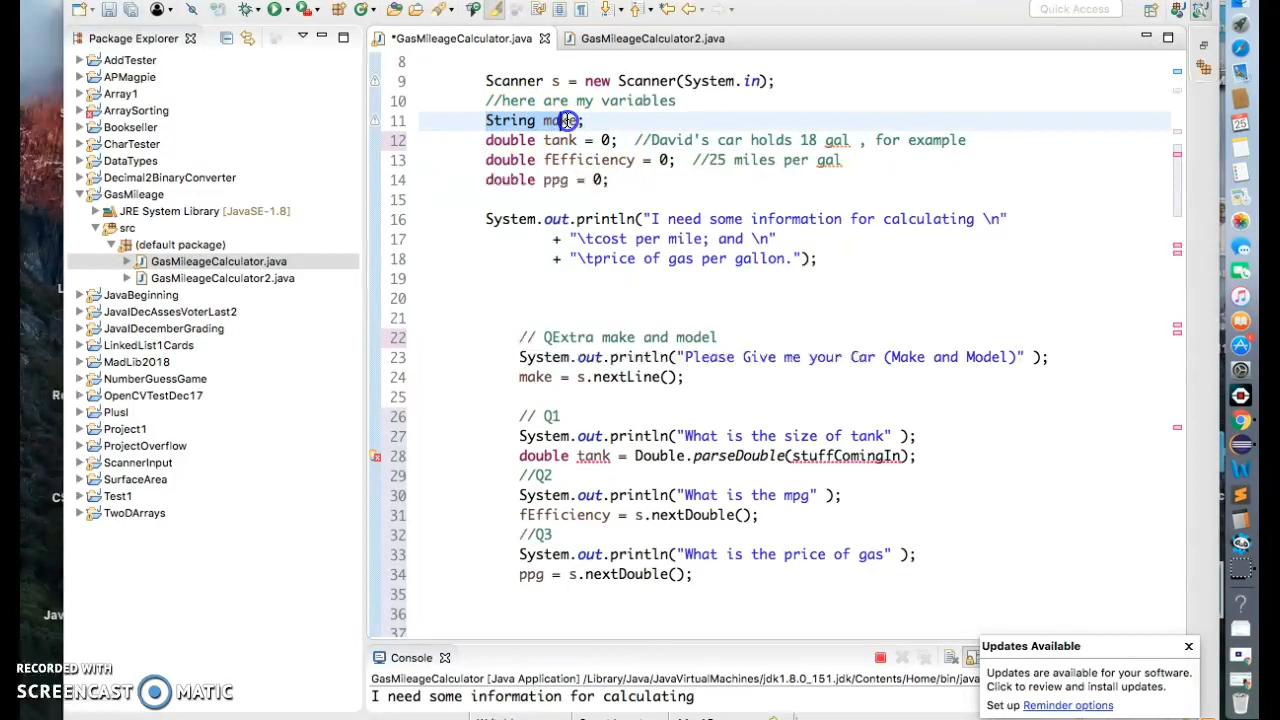 Quick Access
Package Explorer
*GasMileageCalculator.java
GasMileageCalculator2.java
AddTester
APMagpie
Array1
ArraySorting
Bookseller
CharTester
DataTypes
Decimal2BinaryConverter
GasMileage
JRE System Library [JavaSE-1.8]
src
(default package)
GasMileageCalculator.java
GasMileageCalculator2.java
JavaBeginning
JavaIDecAssesVoterLast2
JavaIDecemberGrading
LinkedList1Cards
MadLib2018
NumberGuessGame
OpenCVTestDec17
PlusI
Project1
ProjectOverflow
ScannerInput
SurfaceArea
Test1
TwoDArrays
8
9 Scanner s = new Scanner(System.in);
10 //here are my variables
11 String make;
12 double tank = 0; //David's car holds 18 gal , for example
13 double fEfficiency = 0; //25 miles per gal
14 double ppg = 0;
15
16 System.out.println("I need some information for calculating \n"
17 + "\tcost per mile; and \n"
18 + "\tprice of gas per gallon.");
19
20
21
22 // QExtra make and model
23 System.out.println("Please Give me your Car (Make and Model)" );
24 make = s.nextLine();
25
26 // Q1
27 System.out.println("What is the size of tank" );
28 double tank = Double.parseDouble(stuffComingIn);
29 //Q2
30 System.out.println("What is the mpg" );
31 fEfficiency = s.nextDouble();
32 //Q3
33 System.out.println("What is the price of gas" );
34 ppg = s.nextDouble();
35
36
37
Console
GasMileageCalculator [Java Application] /Library/Java/JavaVirtualMachines/jdk1.8.0_151.jdk/Contents/Home/bin/java
I need some information for calculating
Updates Available
Updates are available for your software.
Click to review and install updates.
Set up Reminder options
RECORDED WITH
SCREENCAST MATIC